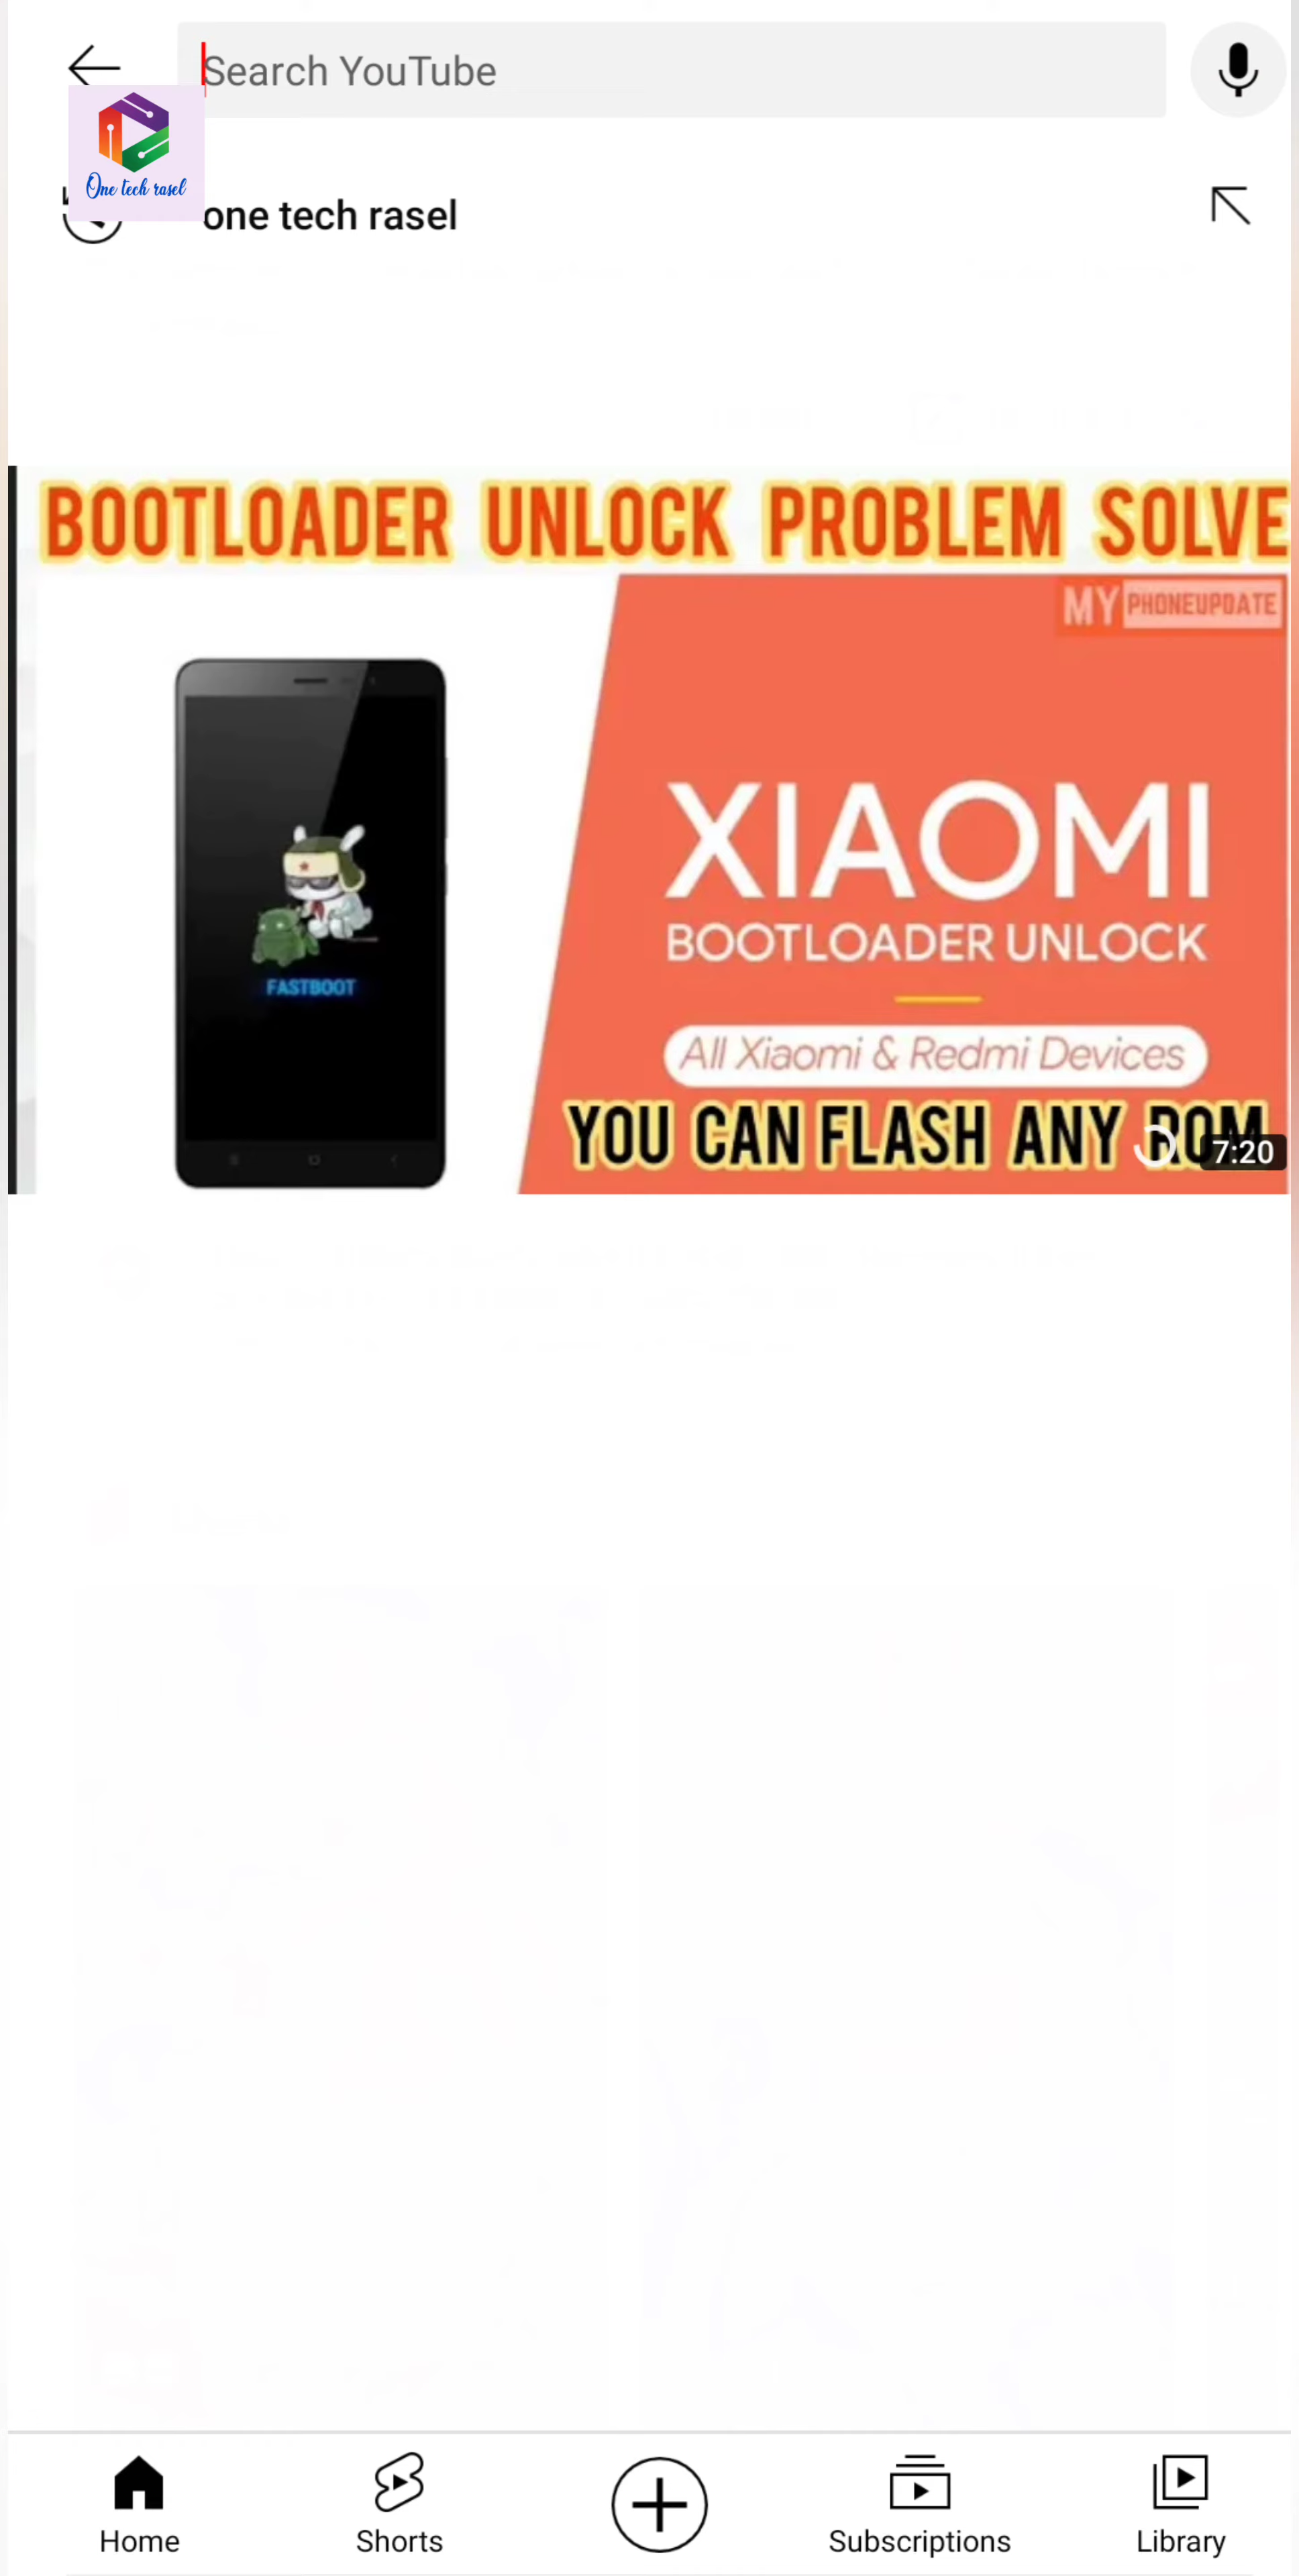 Search YouTube
One tech rasel
one tech rasel
BOOTLOADER UNLOCK PROBLEM SOLVE
MY PHONEUPDATE
XIAOMI
BOOTLOADER UNLOCK
FASTBOOT
All Xiaomi & Redmi Devices
YOU CAN FLASH ANY ROM
7:20
Home
Shorts
Subscriptions
Library